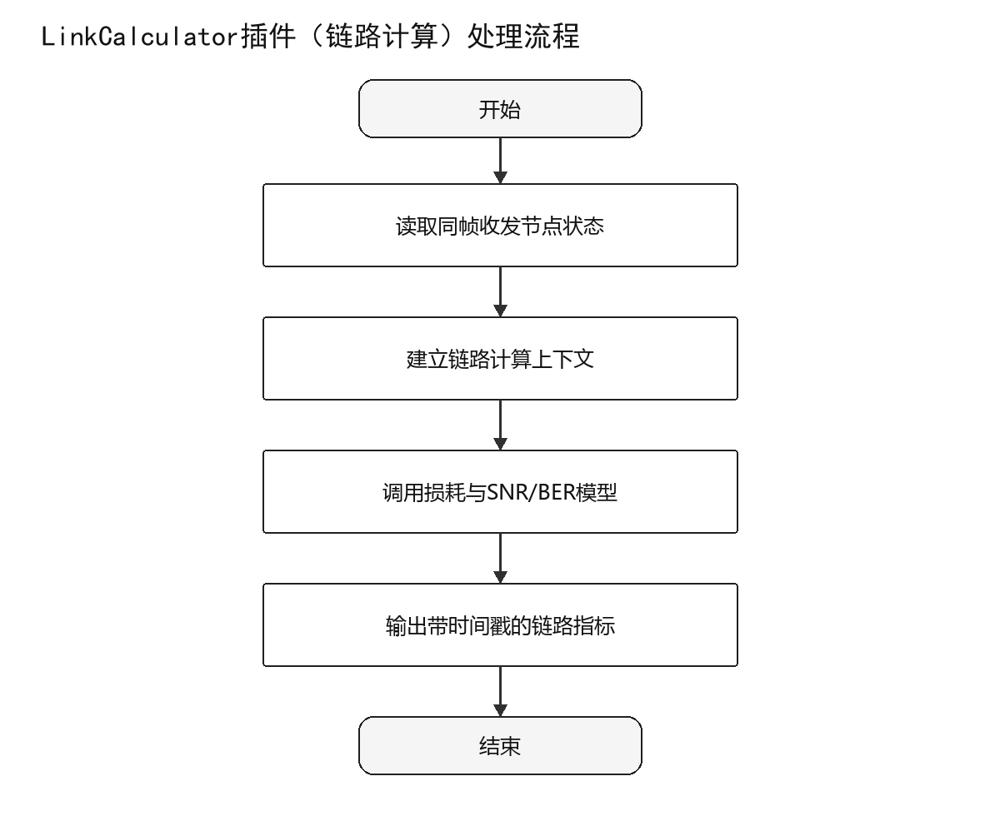 LinkCalculator插件（链路计算）处理流程
开始
读取同帧收发节点状态
建立链路计算上下文
调用损耗与SNR/BER模型
输出带时间戳的链路指标
结束